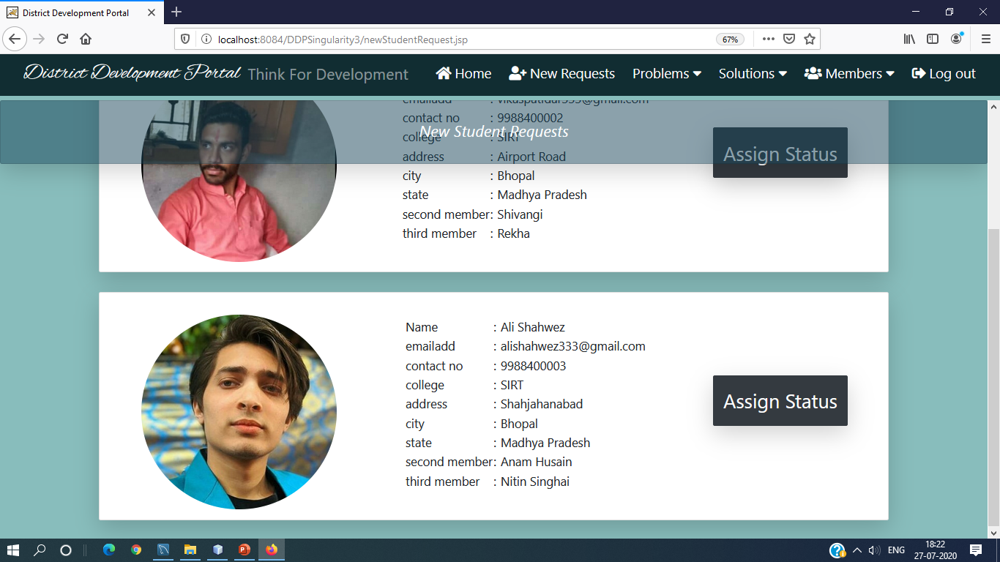 District Development Portal
localhost:8084/DDPSingularity3/newStudentRequest.jsp
67%
District Development Portal Think For Development Home New Requests Problems Solutions Members Log out
emailadd : vikaspatidar333@gmail.com
contact no : 9988400002
New Student Requests
college : SIRT
address : Airport Road
city : Bhopal
state : Madhya Pradesh
second member: Shivangi
third member : Rekha
Assign Status
Name : Ali Shahwez
emailadd : alishahwez333@gmail.com
contact no : 9988400003
college : SIRT
address : Shahjahanabad
city : Bhopal
state : Madhya Pradesh
second member: Anam Husain
third member : Nitin Singhai
Assign Status
ENG
18:22
27-07-2020